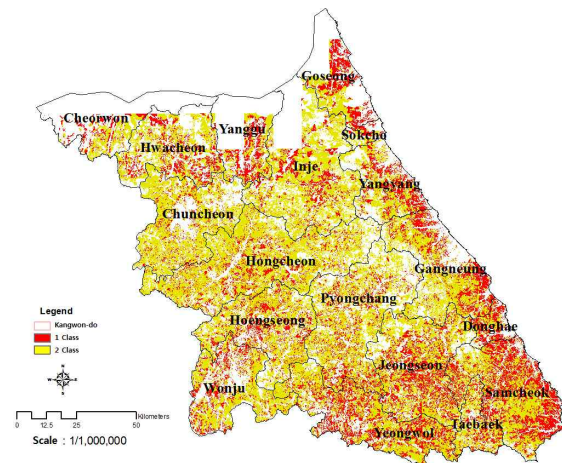 Goseong
Cheorwon
Yanggu
Sokcho
Hwacheon
Inje
Yangyang
Chuncheon
Hongcheon
Gangneung
Pyongchang
Legend
Kangwon-do
1 Class
2 Class
Hoengseong
Donghae
Jeongseon
Wonju
Samcheok
Taebaek
Yeongwol
N
W E
S
Kilometers
0 12.5 25 50
Scale : 1/1,000,000